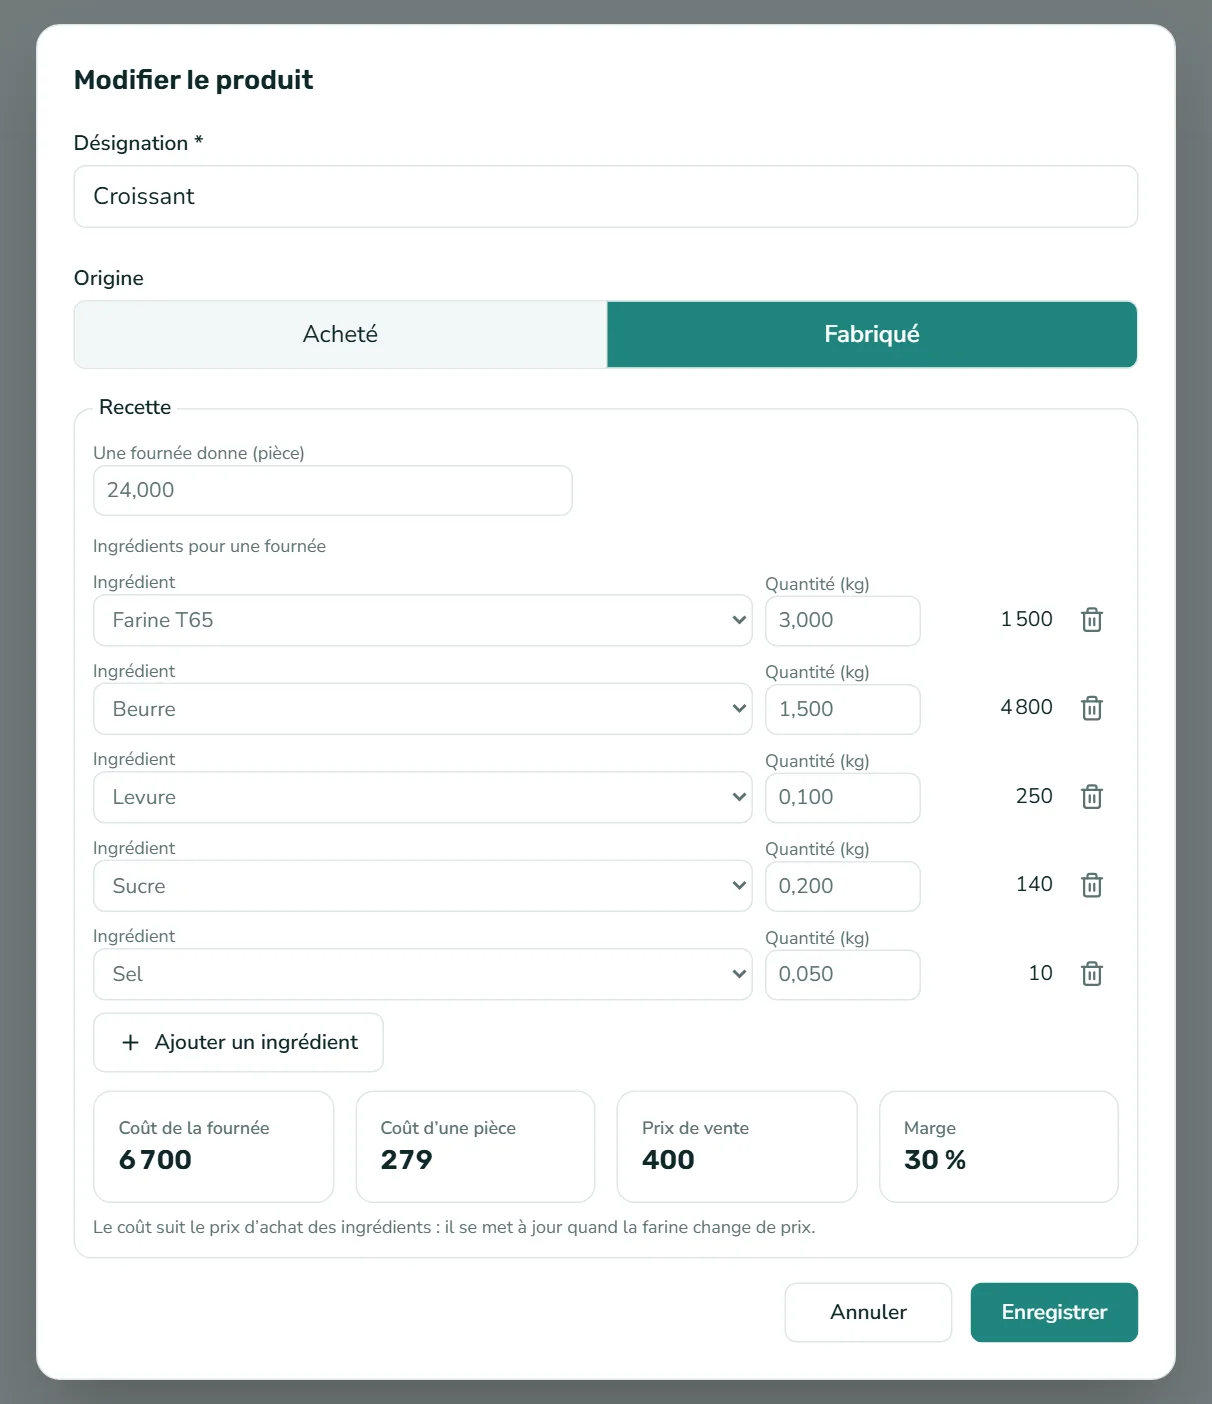 Modifier le produit
Désignation *
Croissant
Origine
Acheté Fabriqué
Recette
Une fournée donne (pièce)
24,000
Ingrédients pour une fournée
Ingrédient Quantité (kg)
Farine T65 3,000 1 500
Ingrédient Quantité (kg)
Beurre 1,500 4 800
Ingrédient Quantité (kg)
Levure 0,100 250
Ingrédient Quantité (kg)
Sucre 0,200 140
Ingrédient Quantité (kg)
Sel 0,050 10
+ Ajouter un ingrédient
Coût de la fournée Coût d’une pièce Prix de vente Marge
6 700 279 400 30 %
Le coût suit le prix d’achat des ingrédients : il se met à jour quand la farine change de prix.
Annuler Enregistrer